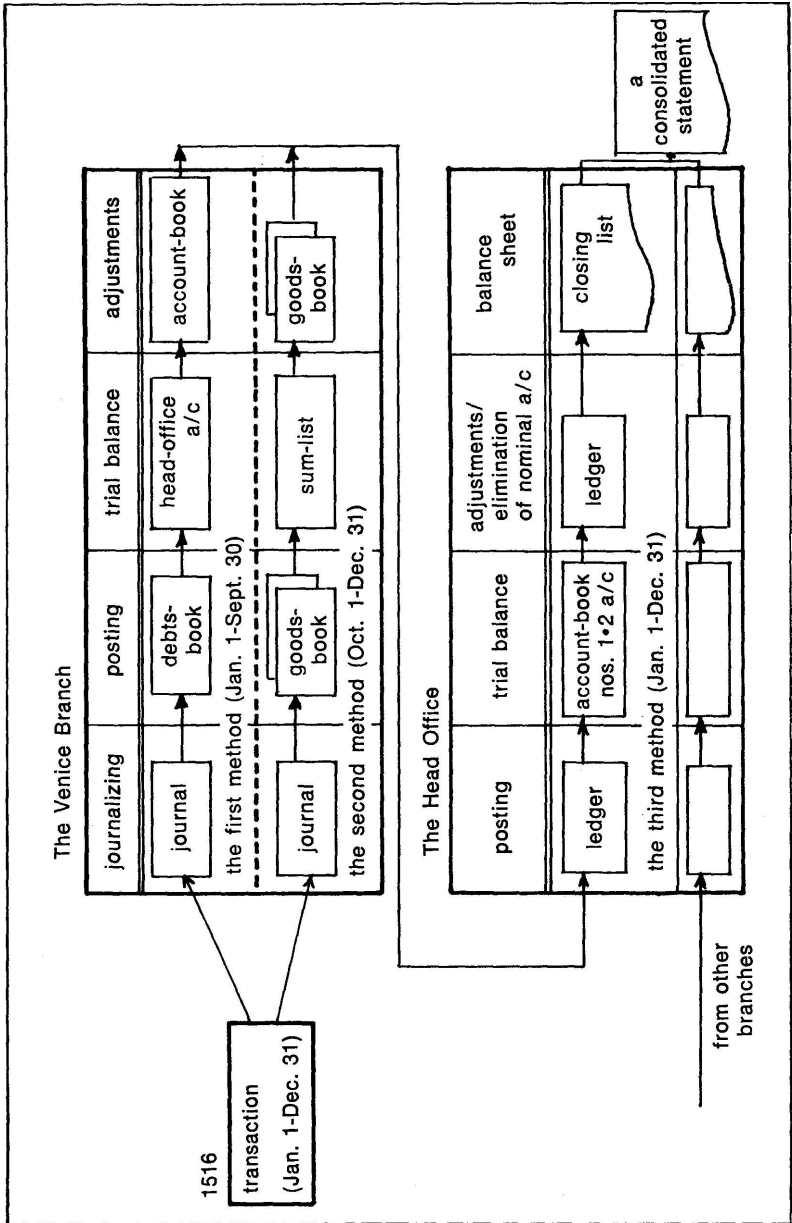 1516
transaction
(Jan. 1-Dec. 31)
The Venice Branch
journalizing
posting
trial balance
adjustments
journal
debts-
book
head-office
a/c
account-book
the first method (Jan. 1-Sept. 30)
journal
goods-
book
sum-list
goods-
book
the second method (Oct. 1-Dec. 31)
The Head Office
posting
trial balance
adjustments/
elimination
of nominal a/c
balance
sheet
ledger
account-book
nos. 1•2 a/c
ledger
closing
list
the third method (Jan. 1-Dec. 31)
from other
branches
a
consolidated
statement